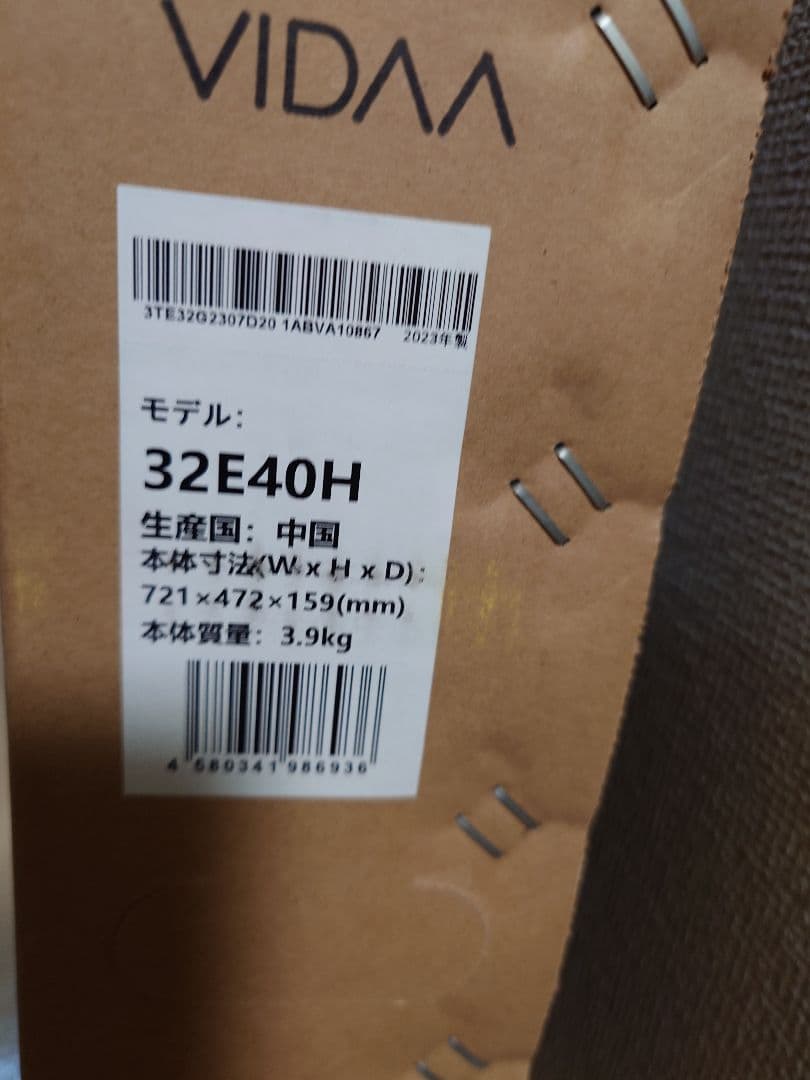 VIDAA
3TE32G2307D20 1ABVA10867 2023年製
モデル:
32E40H
生産国: 中国
本体寸法(W x H x D):
721×472×159(mm)
本体質量: 3.9kg
4 580341 986936